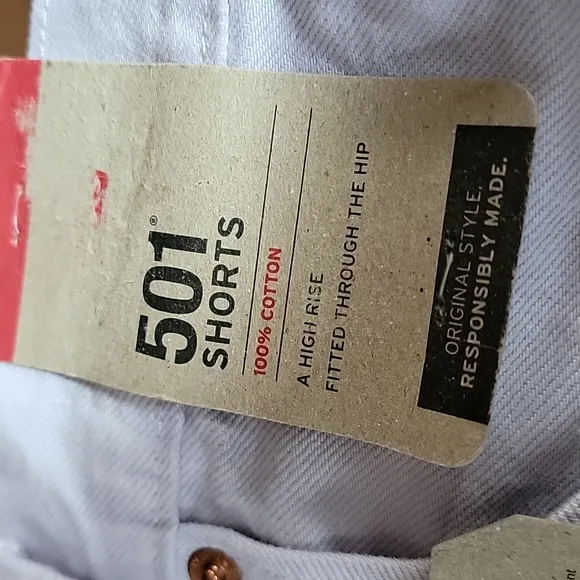 501®
SHORTS
100% COTTON
A HIGH RISE
FITTED THROUGH THE HIP
ORIGINAL STYLE.
RESPONSIBLY MADE.